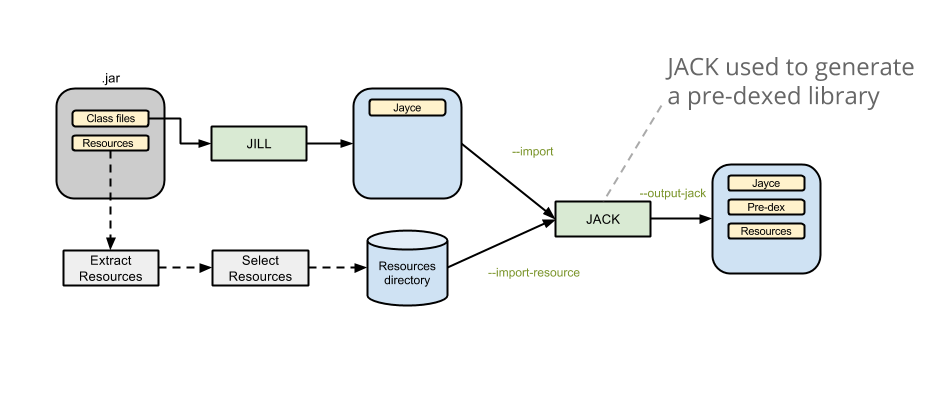 JACK used to generate
a pre-dexed library
.jar
Class files
Resources
JILL
Jayce
--import
--output-jack
JACK
Jayce
Pre-dex
Resources
Extract
Resources
Select
Resources
Resources
directory
--import-resource